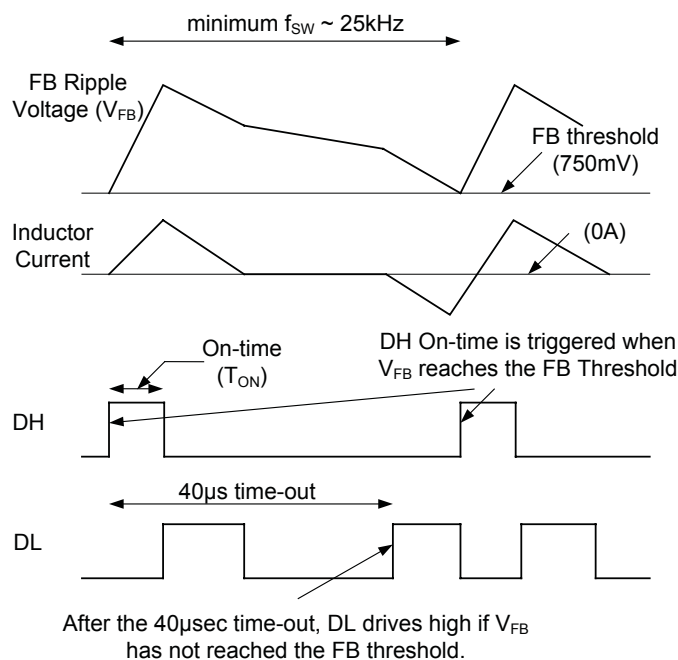 minimum fSW ~ 25kHz
FB Ripple
Voltage (VFB)
FB threshold
(750mV)
Inductor
Current
(0A)
DH On-time is triggered when
VFB reaches the FB Threshold
On-time
(TON)
DH
40µs time-out
DL
After the 40µsec time-out, DL drives high if VFB
has not reached the FB threshold.